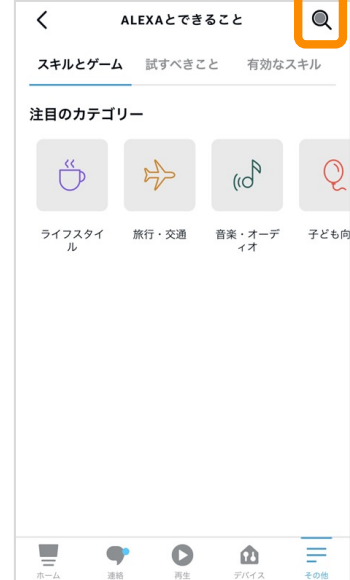 ALEXAとできること
スキルとゲーム 試すべきこと 有効なスキル
注目のカテゴリー
ライフスタイ
ル
旅行・交通
音楽・オーデ
ィオ
子ども向
ホーム 連絡 再生 デバイス その他